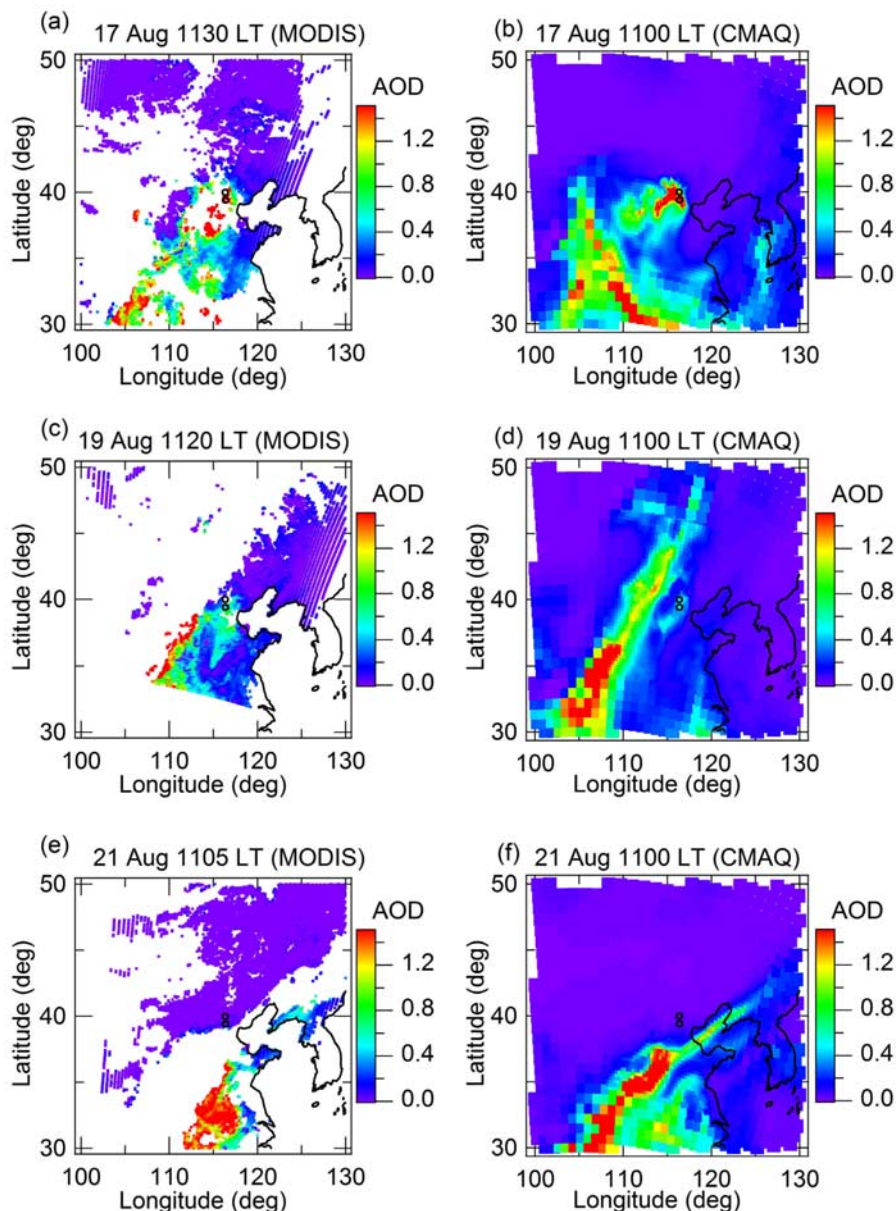 (a)
17 Aug 1130 LT (MODIS)
50
40
30
Latitude (deg)
100 110 120 130
Longitude (deg)
AOD
1.2
0.8
0.4
0.0
(b)
17 Aug 1100 LT (CMAQ)
50
40
30
Latitude (deg)
100 110 120 130
Longitude (deg)
AOD
1.2
0.8
0.4
0.0
(c)
19 Aug 1120 LT (MODIS)
50
40
30
Latitude (deg)
100 110 120 130
Longitude (deg)
AOD
1.2
0.8
0.4
0.0
(d)
19 Aug 1100 LT (CMAQ)
50
40
30
Latitude (deg)
100 110 120 130
Longitude (deg)
AOD
1.2
0.8
0.4
0.0
(e)
21 Aug 1105 LT (MODIS)
50
40
30
Latitude (deg)
100 110 120 130
Longitude (deg)
AOD
1.2
0.8
0.4
0.0
(f)
21 Aug 1100 LT (CMAQ)
50
40
30
Latitude (deg)
100 110 120 130
Longitude (deg)
AOD
1.2
0.8
0.4
0.0